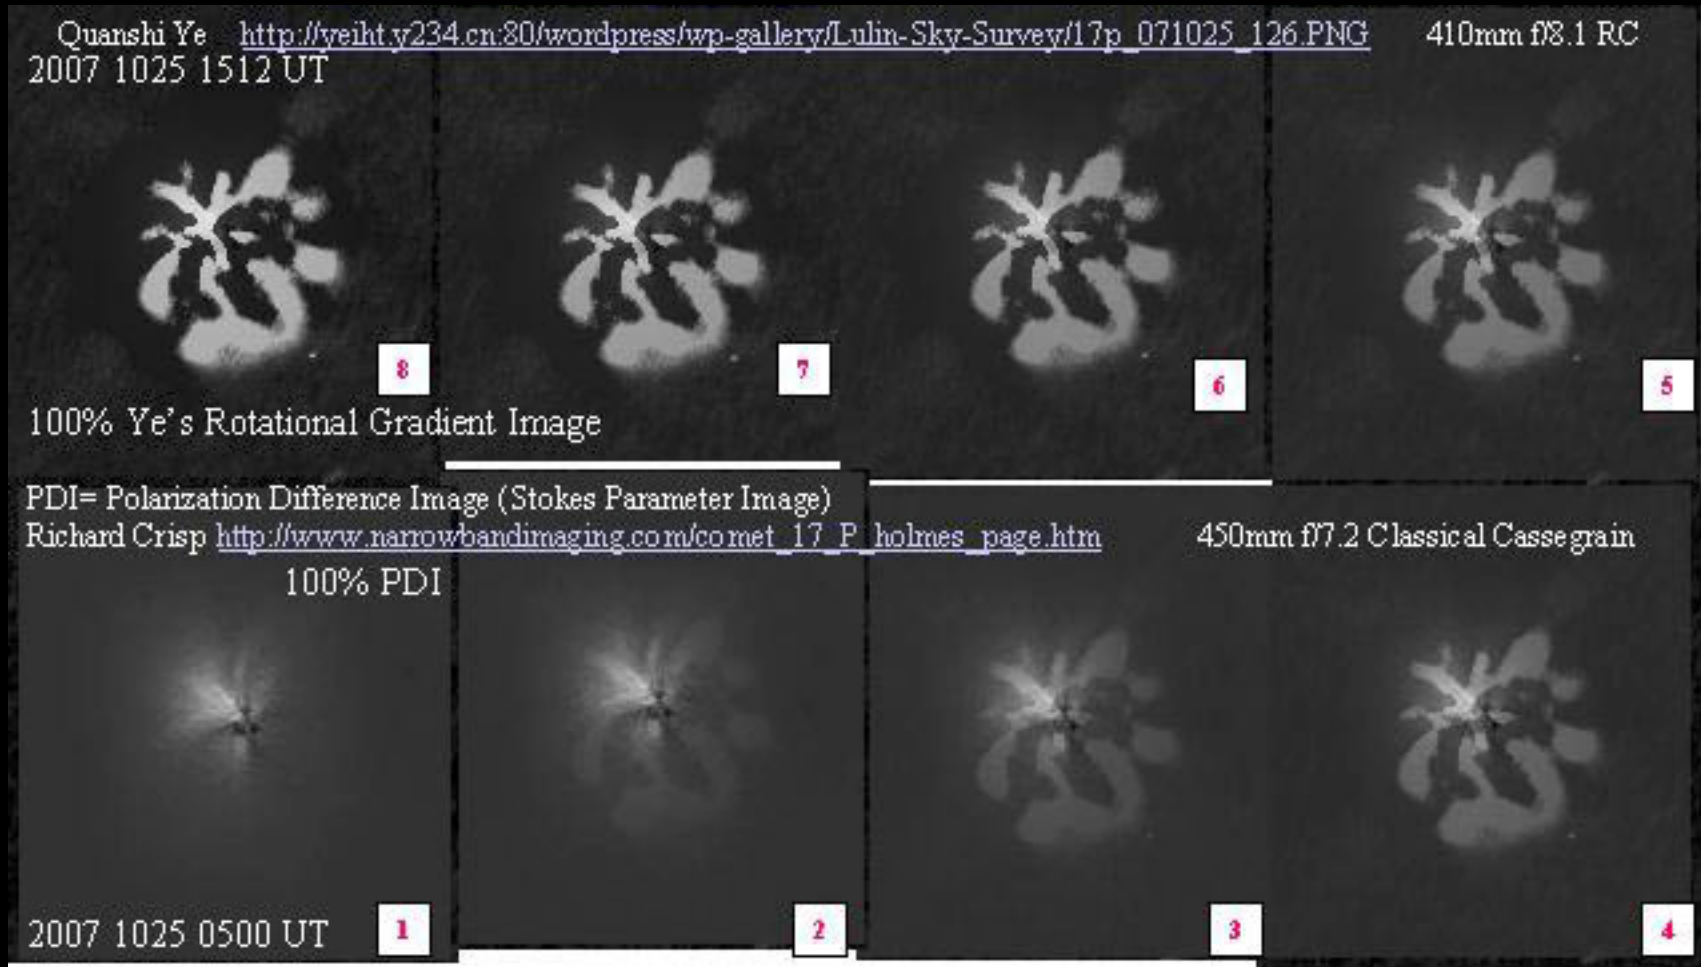 Quanshi Ye http://yeiht.y234.cn:80/wordpress/wp-gallery/Lulin-Sky-Survey/17p_071025_126.PNG 410mm f/8.1 RC
2007 1025 1512 UT
8 7 6 5
100% Ye's Rotational Gradient Image
PDI= Polarization Difference Image (Stokes Parameter Image)
Richard Crisp http://www.narrowbandimaging.com/comet_17_P_holmes_page.htm 450mm f/7.2 Classical Cassegrain
100% PDI
2007 1025 0500 UT 1 2 3 4